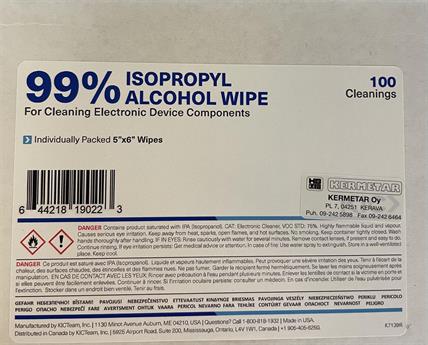 99% ISOPROPYL
ALCOHOL WIPE
100
Cleanings
For Cleaning Electronic Device Components
Individually Packed 5"x6" Wipes
KERMETAR
KERMETAR Oy
PL 7, 04251 KERAVA
Puh. 09-242 5898 Fax 09-242 6464
6 44218 19022 3
DANGER Contains product saturated with IPA (Isopropanol). CAT: Electronic Cleaner, VOC STD: 75%. Highly flammable liquid and vapour.
Causes serious eye irritation. Keep away from heat, sparks, open flames, and hot surfaces. No smoking. Keep container tightly closed. Wash
hands thoroughly after handling. IF IN EYES: Rinse cautiously with water for several minutes. Remove contact lenses, if present and easy to do.
Continue rinsing. If eye irritation persists: Get medical advice or attention. In case of fire: Use water spray to extinguish. Store in a well-ventilated
place. Keep cool.
DANGER Ce produit est saturé avec IPA (Isopropanol). Liquide et vapeurs hautement inflammables. Peut provoquer une sévère irritation des yeux. Tenir à l'écart de la
chaleur, des surfaces chaudes, des étincelles et des flammes nues. Ne pas fumer. Garder le récipient fermé hermétiquement. Se laver les mains soigneusement
EN CAS DE CONTACT AVEC LES YEUX: Rincer avec précaution à l'eau pendant plusieurs minutes. Enlever les lentilles de contact si la victime en porte et
si elles peuvent être facilement enlevées. Continuer à rincer. Si l'irritation oculaire persiste: consulter un médecin. En cas d'incendie: Utiliser de l'eau pulvérisée pour
l'extinction. Stocker dans un endroit bien ventilé. Tenir au frais.
GEFAHR NEBEZPEČENSTVO FARE PAVOJUS NEBEZPEČENSTVO ETTEVAATUST KINΔYNOΣ BRIESMAS PAVOJINGA VESZÉLY NIEBEZPIECZEŃSTWO PERIKLU PERICOLO
PERIGO OPASNO NEBEZPEČ FARE AVERTSMENT OHTLIK VAARA PERICOL NEVARNO FARA TEHLIKE OPASNOST PELIGRO
Manufactured by KICTeam, Inc. | 1130 Minot Avenue Auburn, ME 04210, USA | Questions? Call 1-800-818-1932 | Made in USA.
Distributed in Canada by KICTeam, Inc. | 5925 Airport Road, Suite 200, Mississauga, Ontario, L4V 1W1, Canada | +1 905 405-6250.